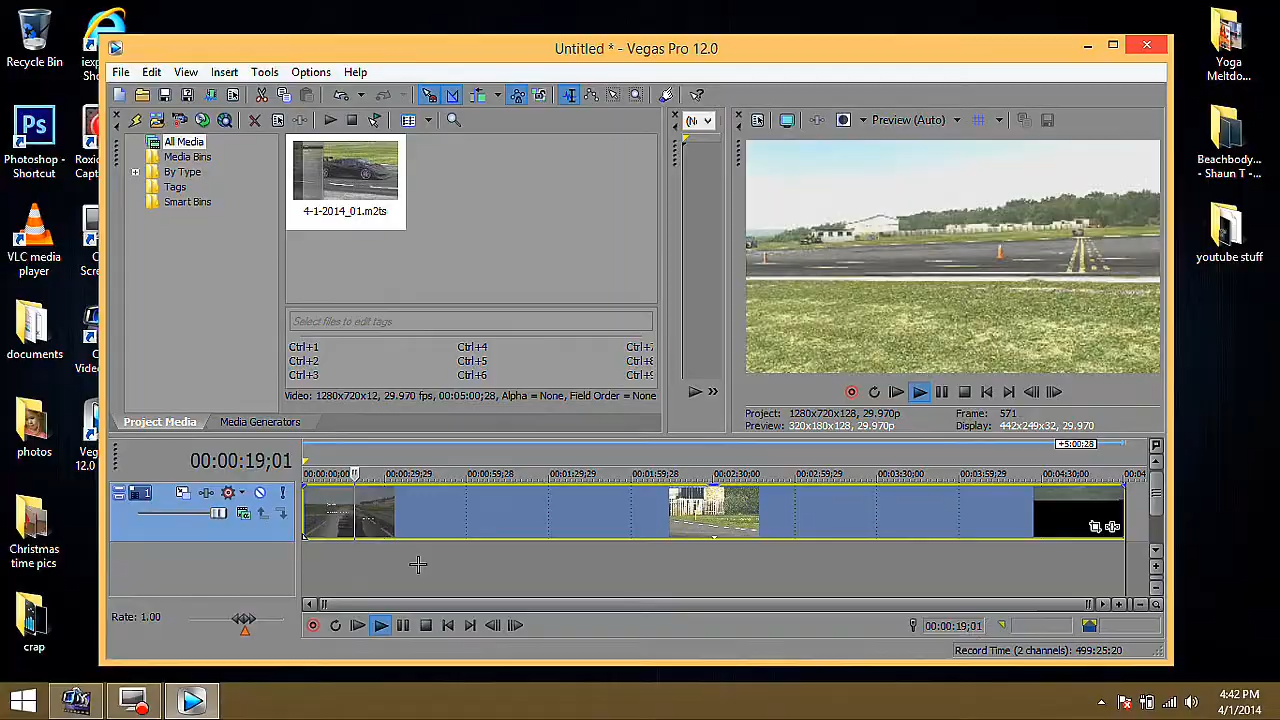 Recycle Bin
iexp
Sho
Ps
Photoshop -
Shortcut
Roxio
Capt
VLC media
player
C
Scre
documents
C
Vide
photos
Veg
12.0
Christmas
time pics
crap
Yoga
Meltdo...
Beachbody...
- Shaun T -...
youtube stuff
Untitled * - Vegas Pro 12.0
File Edit View Insert Tools Options Help
All Media
Media Bins
By Type
Tags
Smart Bins
4-1-2014_01.m2ts
Select files to edit tags
Ctrl+1 Ctrl+4 Ctrl+7
Ctrl+2 Ctrl+5 Ctrl+8
Ctrl+3 Ctrl+6 Ctrl+9
Video: 1280x720x12, 29.970 fps, 00:05:00;28, Alpha = None, Field Order = None
Project Media Media Generators
(N
Preview (Auto)
Project: 1280x720x128, 29.970p Frame: 571
Preview: 320x180x128, 29.970p Display: 442x249x32, 29.970
00:00:19;01
+5:00:28
00:00:00;00 00:00:29;29 00:00:59;28 00:01:29;29 00:01:59;28 00:02:30;00 00:02:59;29 00:03:30;00 00:03:59;29 00:04:30;00 00:04
1
Rate: 1.00
00:00:19;01
Record Time (2 channels): 499:25:20
4:42 PM
4/1/2014